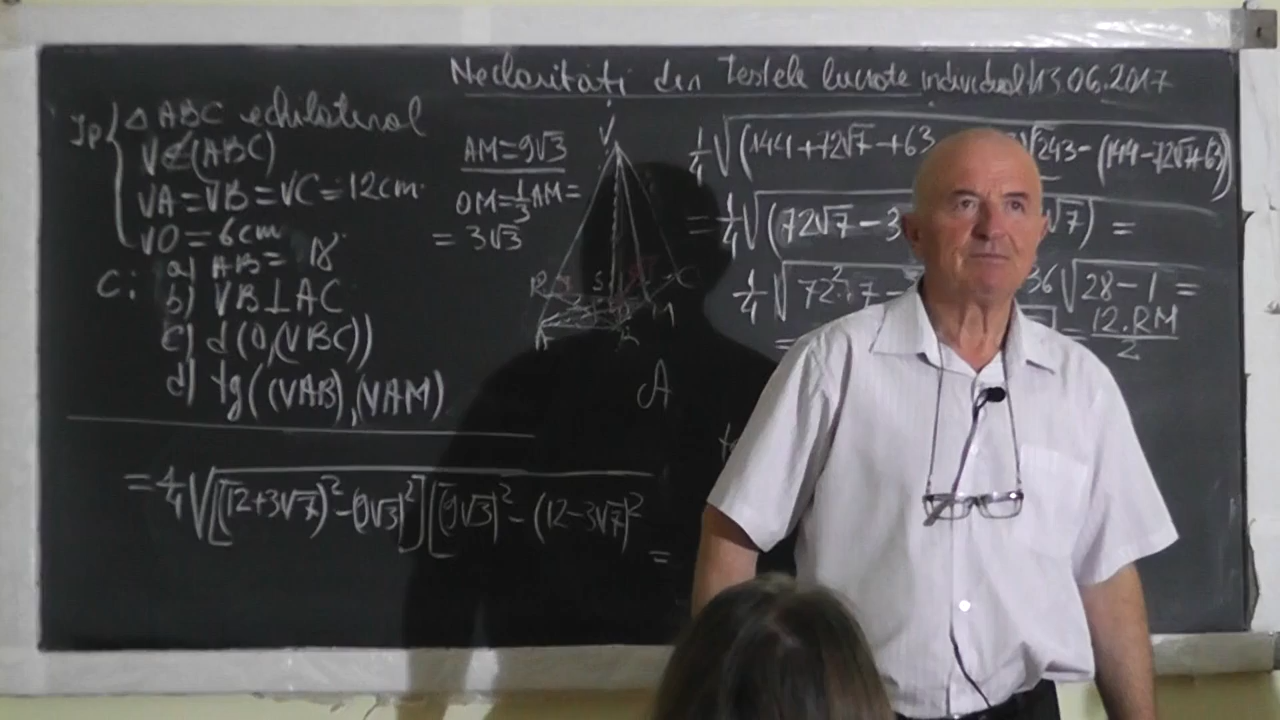 Neclarități din Testele lucrate individual 13.06.2017
Ip { △ ABC echilateral
V∉(ABC)
VA = VB = VC = 12cm
VO = 6cm
C: a) AB = 18
b) VB⊥AC
c) d(O,(VBC))
d) tg((VAB),(VAM)
AM=9√3
OM=1/3 AM=
= 3√3
V
R
S
C
M
A
1/4 √(144+72√7+63
243-(144-72√7+63)
= 1/4 √(72√7-3
√7) =
1/4 √72²·7-
36√28-1 =
=
= 12.RM/2
= 1/4 √[(12+3√7)²-(9√3)²][(9√3)²-(12-3√7)²
=